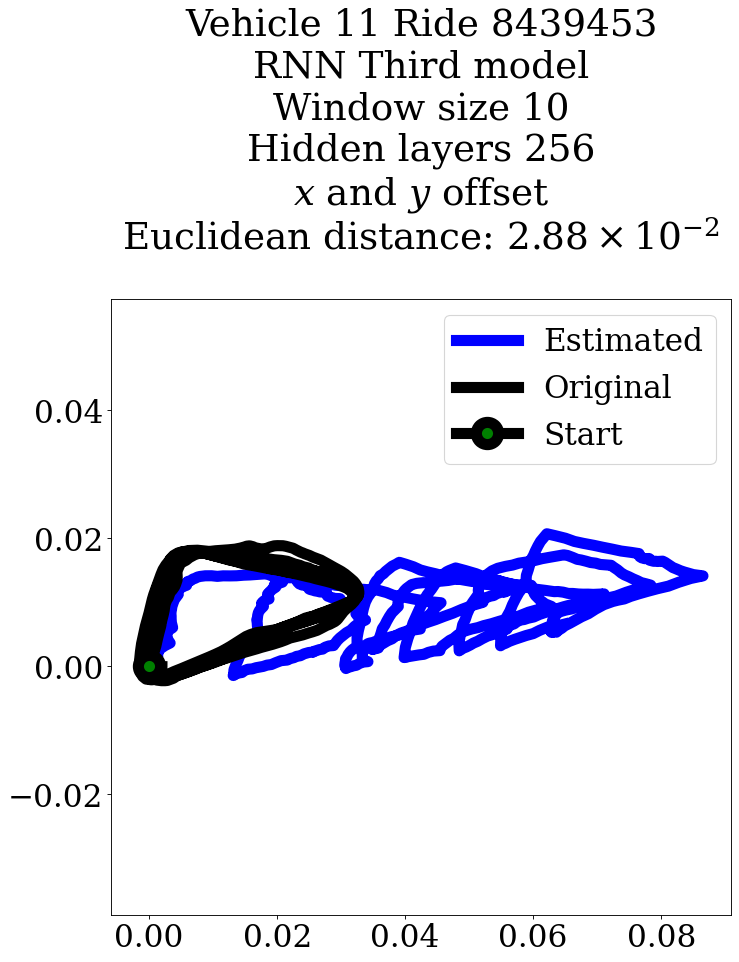 Vehicle 11 Ride 8439453
RNN Third model
Window size 10
Hidden layers 256
x and y offset
Euclidean distance: 2.88 × 10⁻²
Estimated
Original
Start
0.04
0.02
0.00
−0.02
0.00 0.02 0.04 0.06 0.08